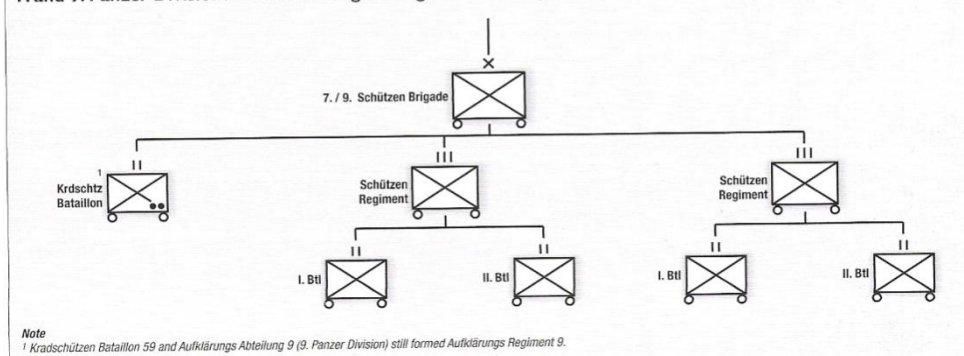 7. / 9. Schützen Brigade
1
Krdschtz
Bataillon
Schützen
Regiment
Schützen
Regiment
I. Btl
II. Btl
I. Btl
II. Btl
Note
1 Kradschützen Bataillon 59 and Aufklärungs Abteilung 9 (9. Panzer Division) still formed Aufklärungs Regiment 9.